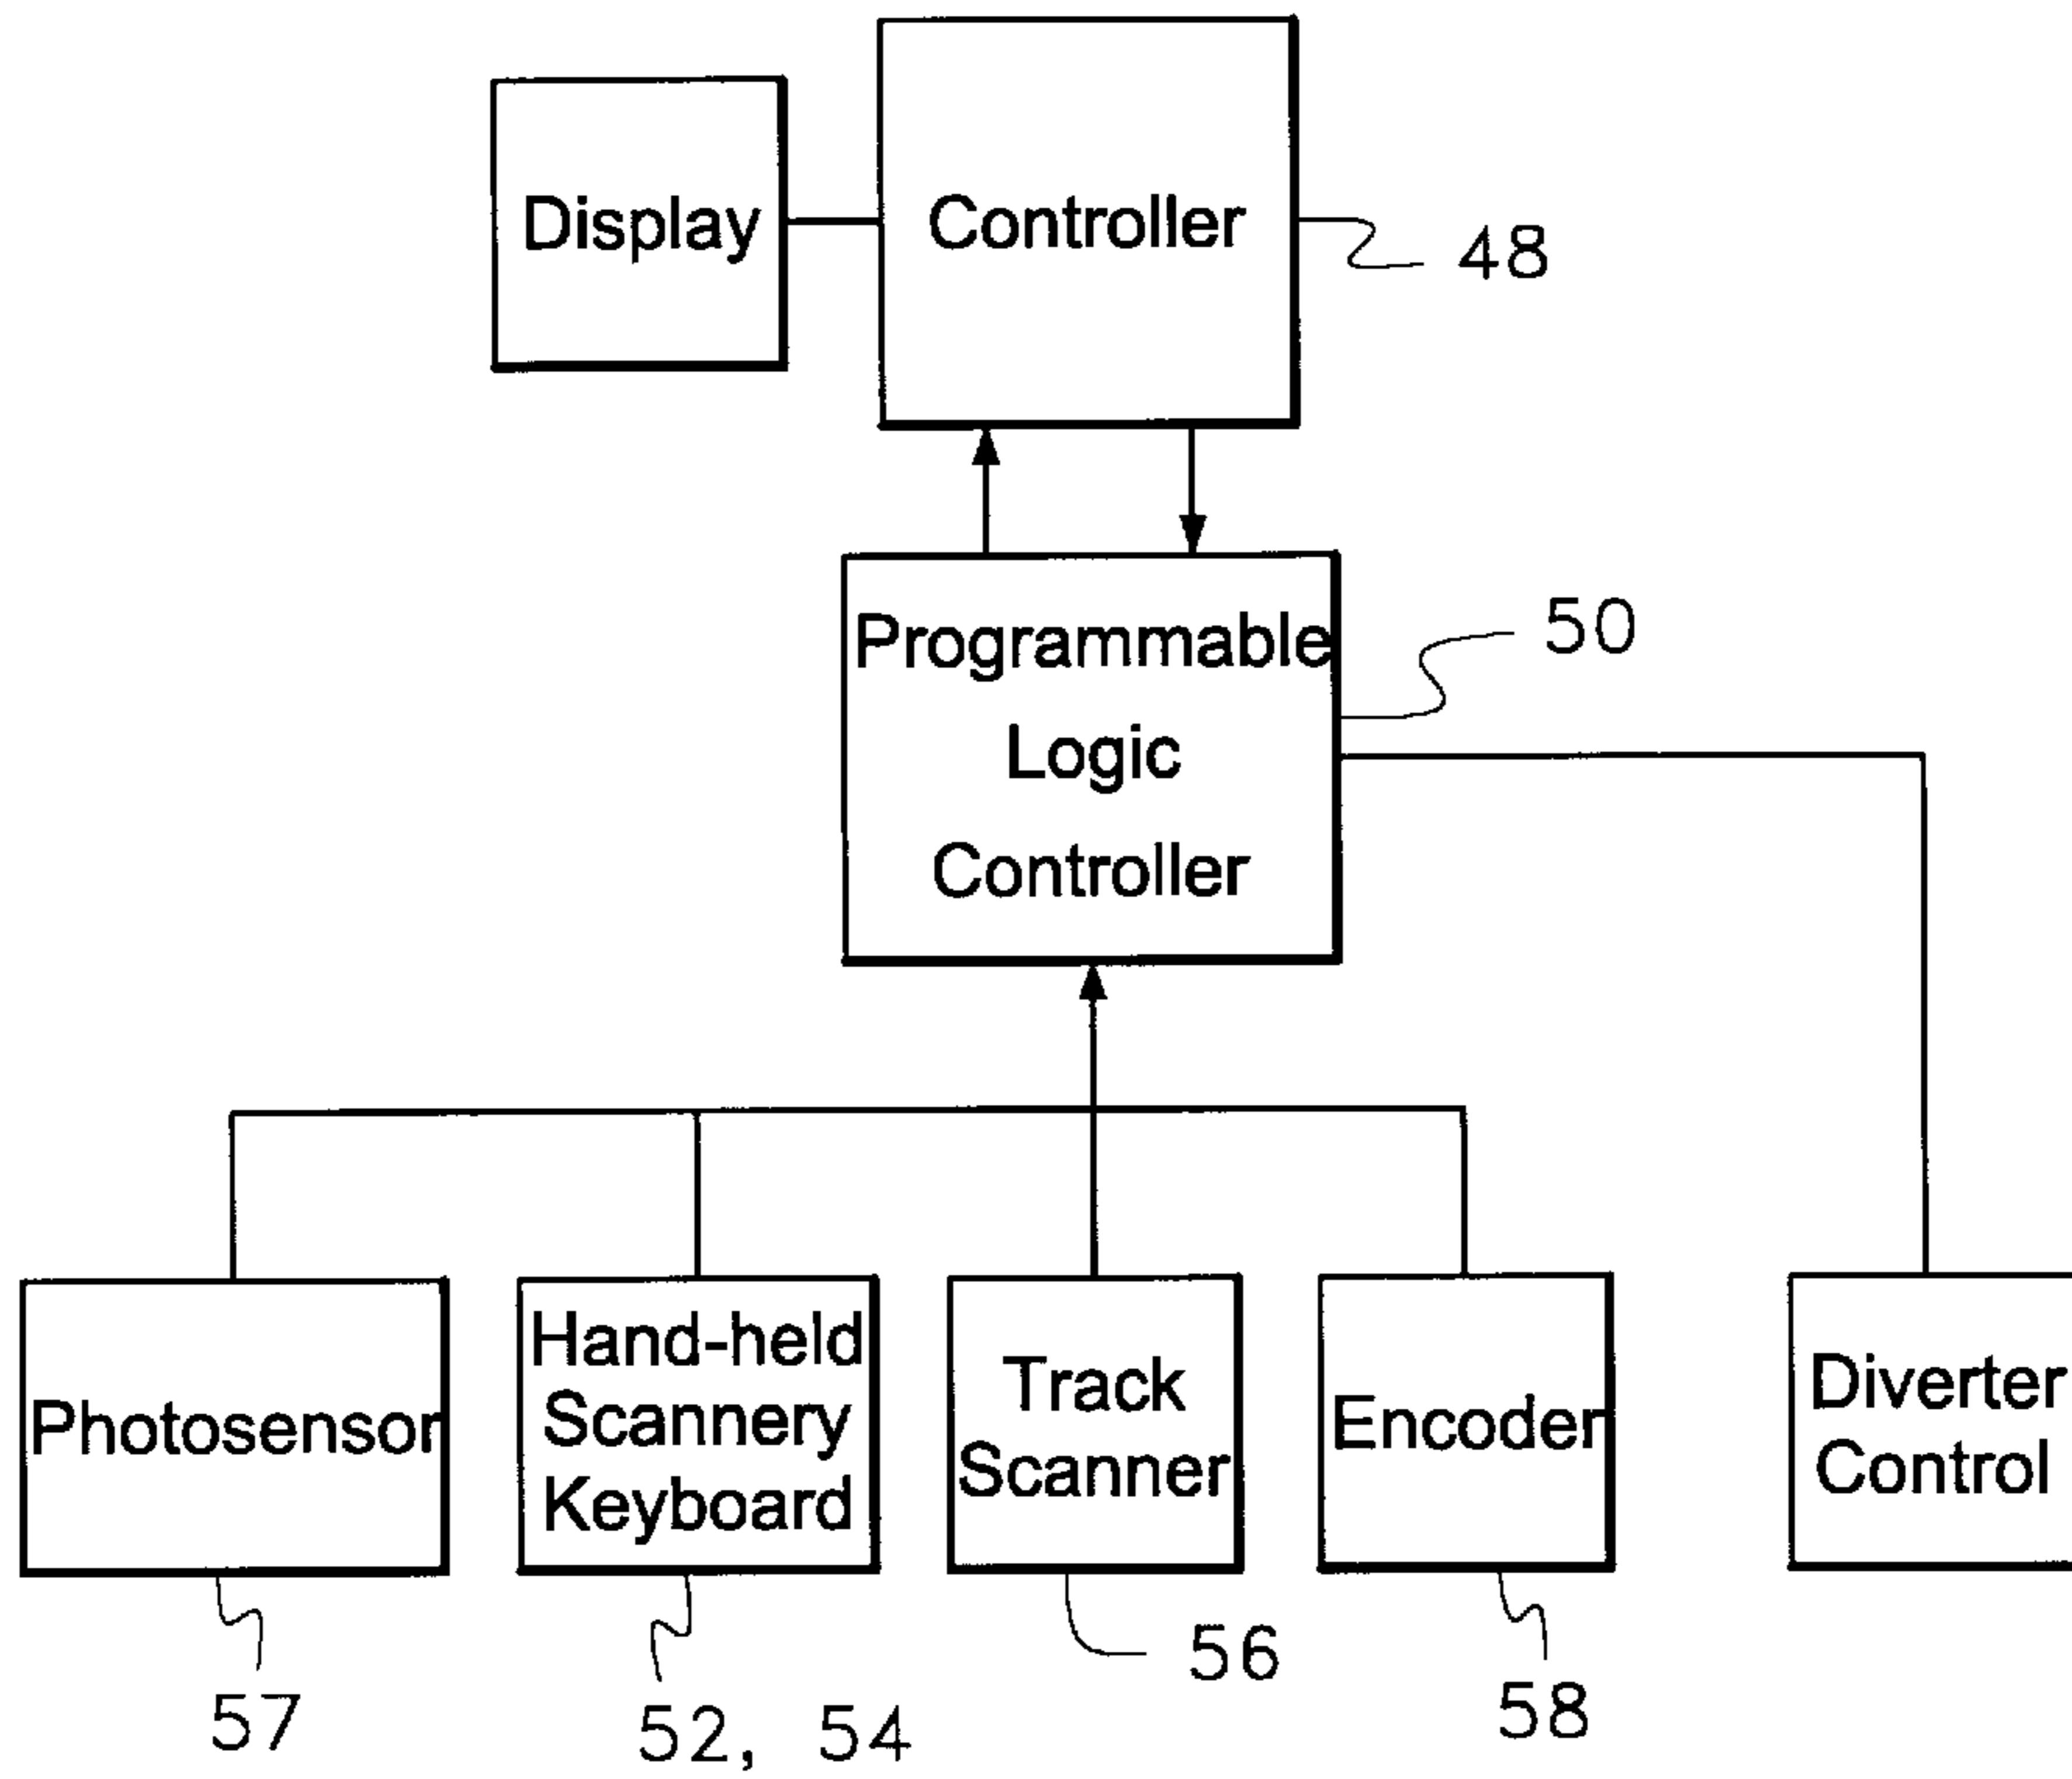 Display
Controller
48
Programmable
Logic
Controller
50
Photosensor
Hand-held
Scannery
Keyboard
Track
Scanner
Encoder
Diverter
Control
57
52, 54
56
58